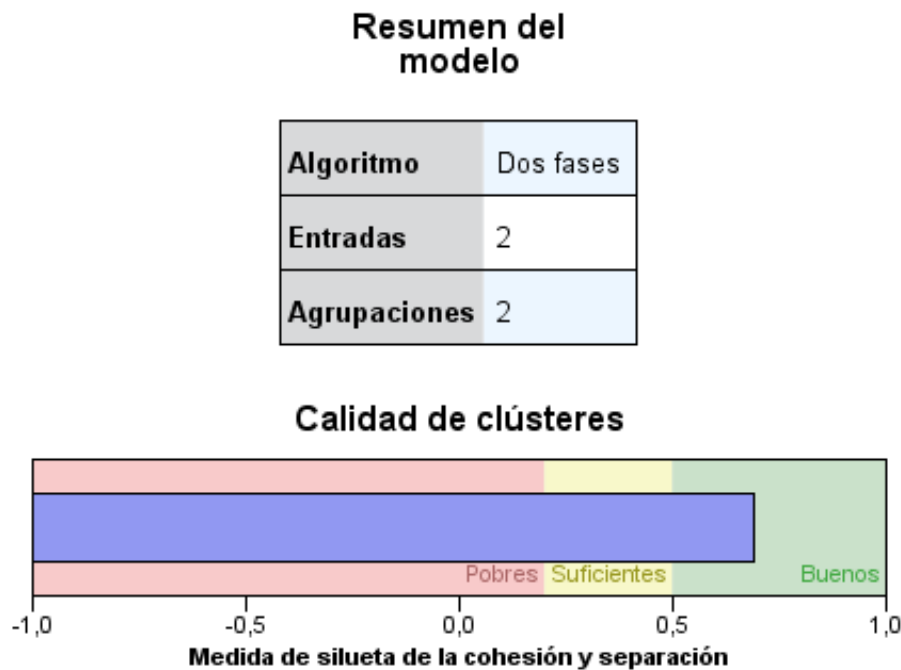 Resumen del
modelo
Algoritmo Dos fases
Entradas 2
Agrupaciones 2
Calidad de clústeres
Pobres Suficientes Buenos
-1,0 -0,5 0,0 0,5 1,0
Medida de silueta de la cohesión y separación